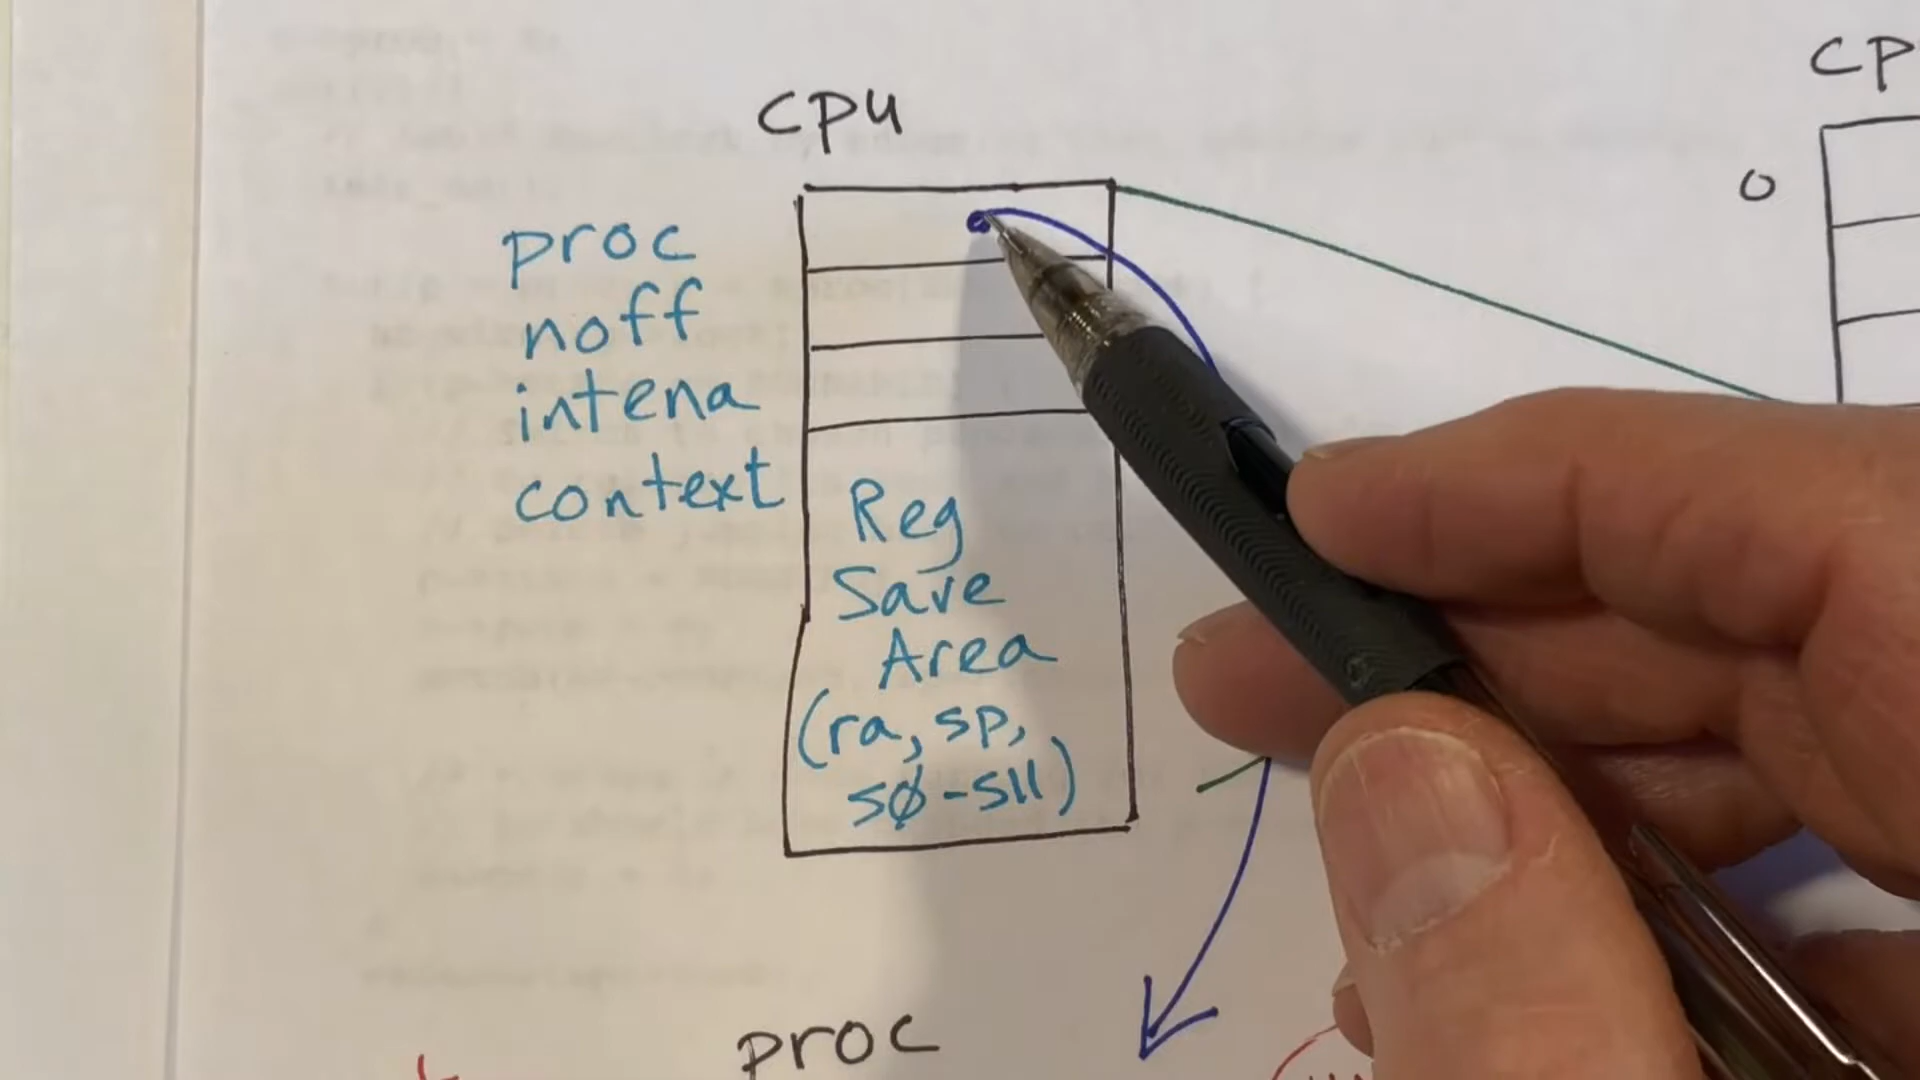 cpu
cp
0
proc
noff
intena
context
Reg
Save
Area
(ra, sp,
sø-s11)
proc